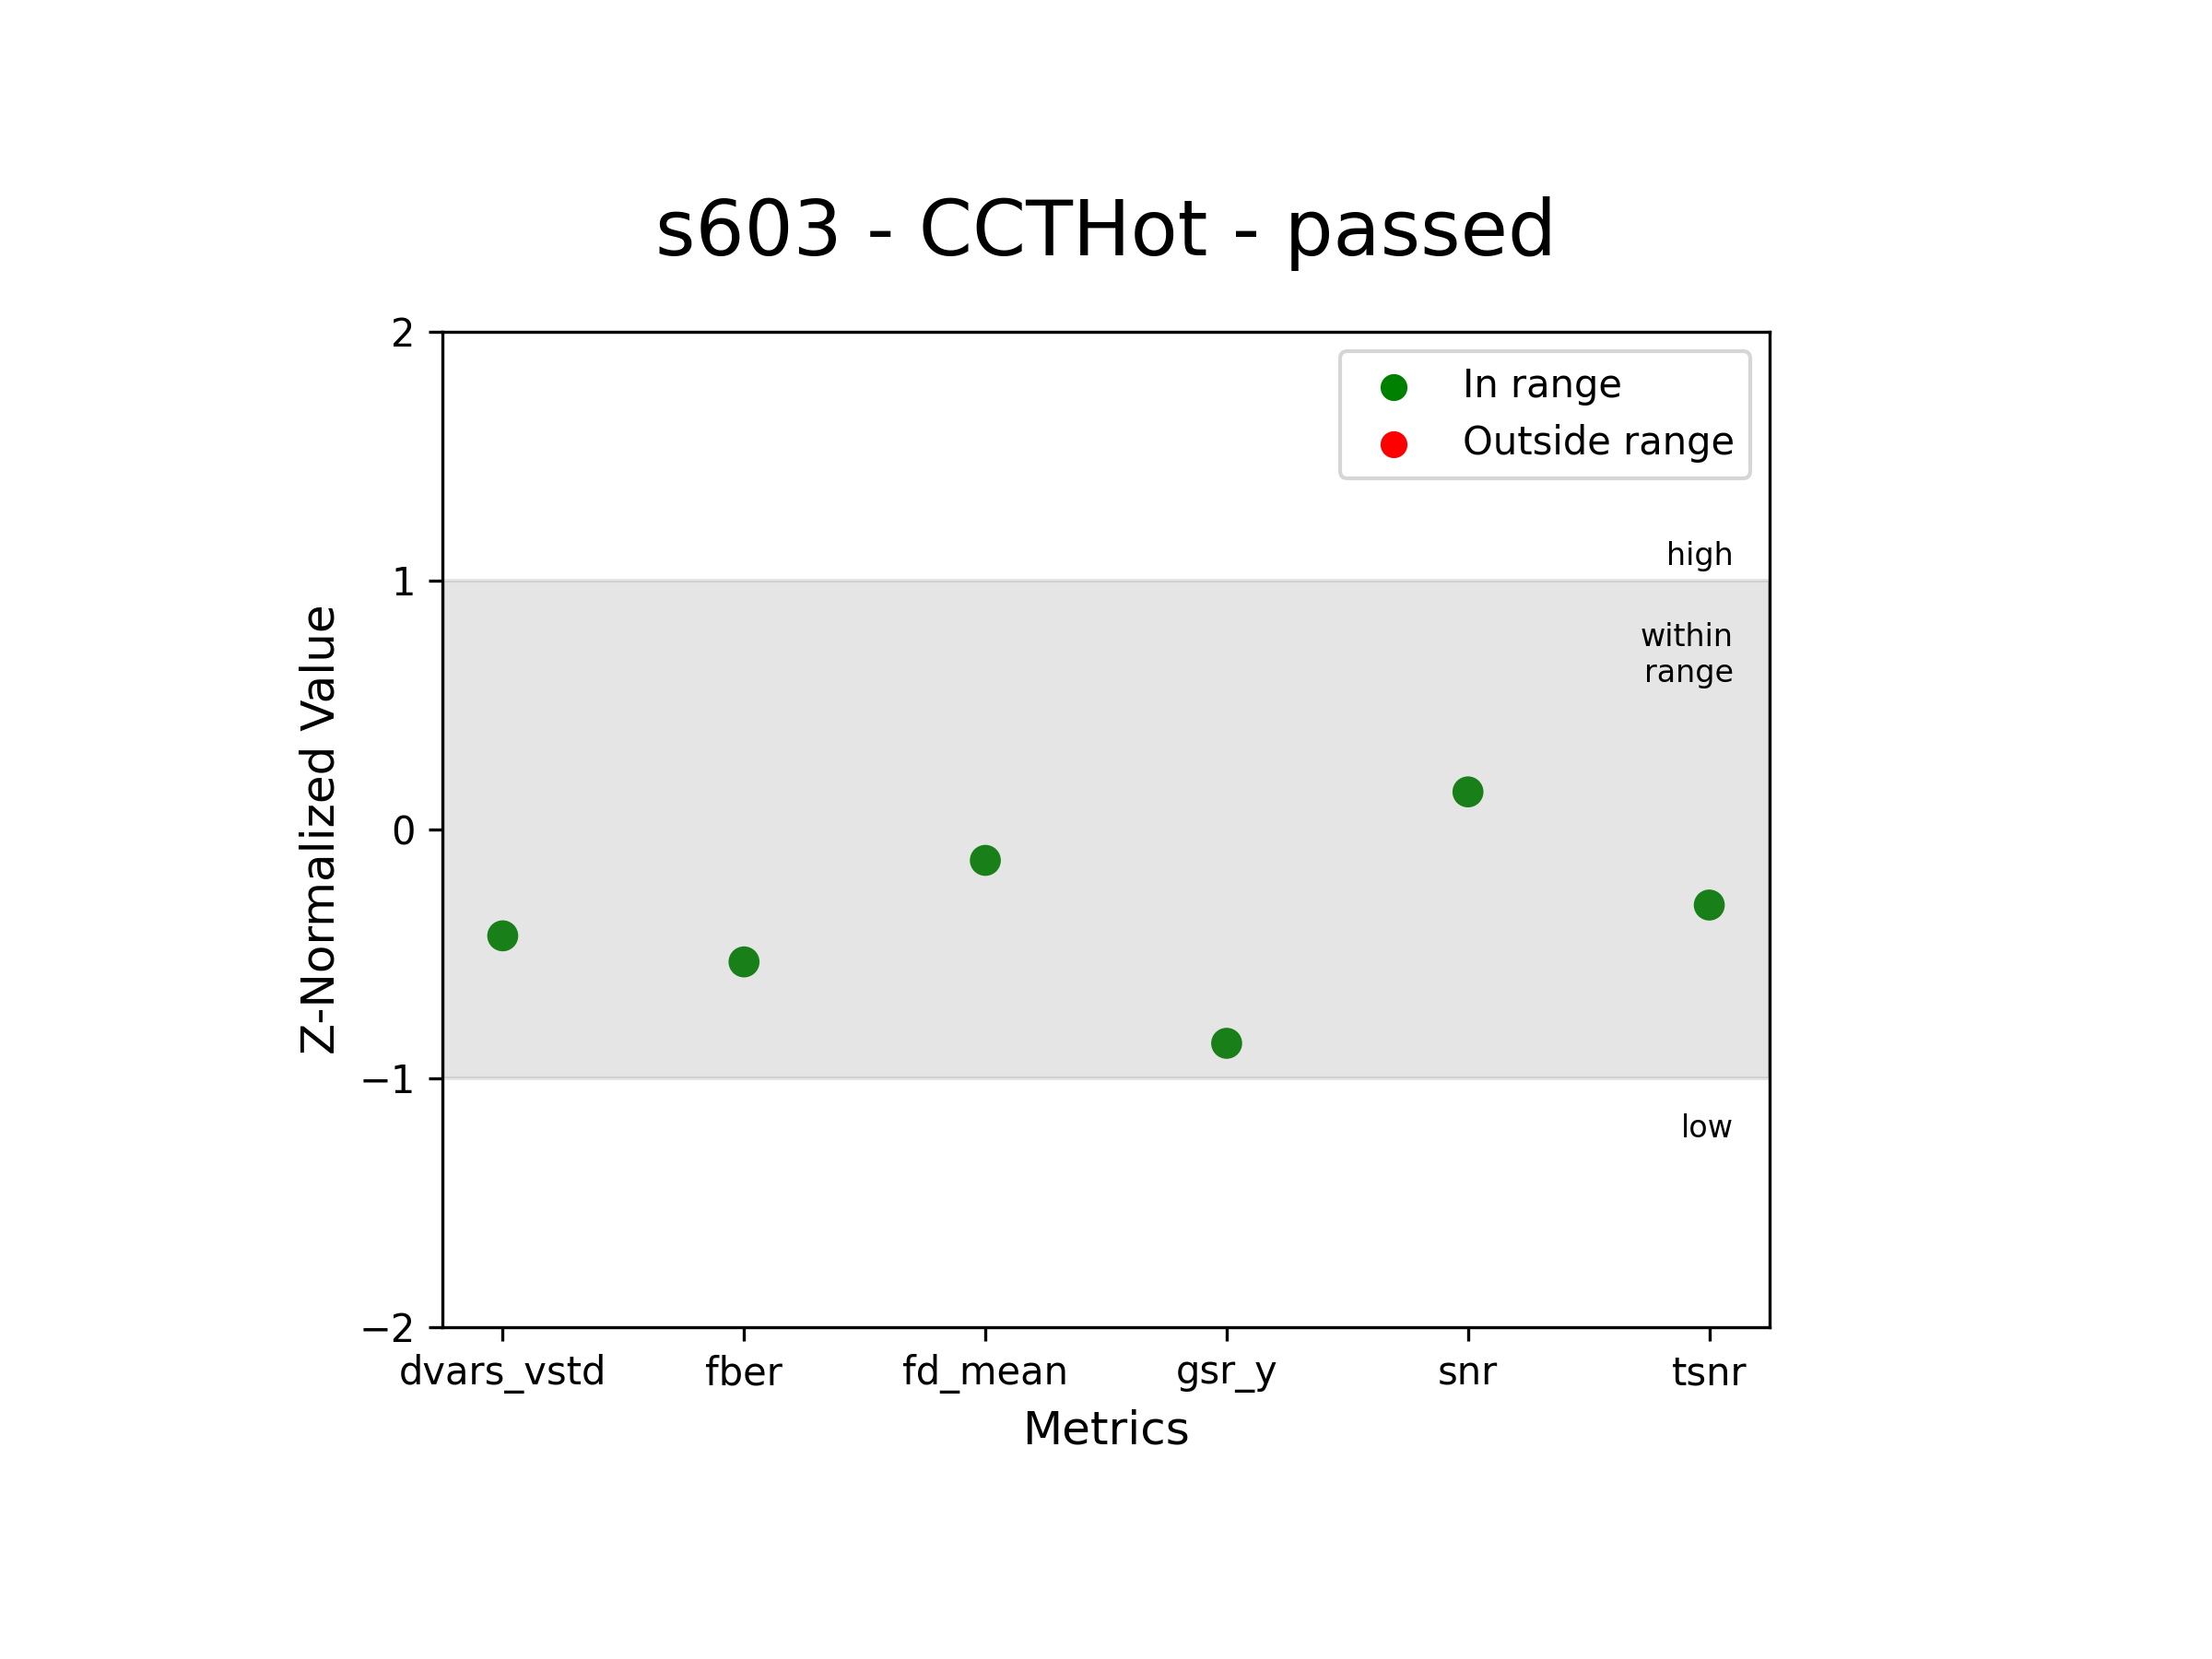 s603 - CCTHot - passed
2
In range
Outside range
high
1
within
range
Z-Normalized Value
0
−1
low
−2
dvars_vstd fber fd_mean gsr_y snr tsnr
Metrics